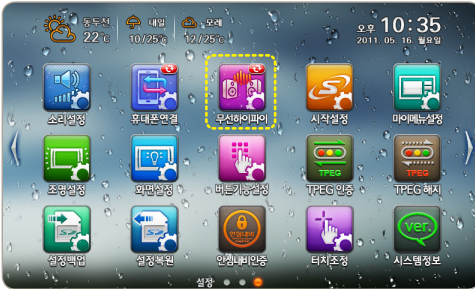 동두천 내일 모레 오후 10:35
22℃ 10/25℃ 12/25℃ 2011. 05. 16 월요일
소리설정 휴대폰연결 무선하이파이 시작설정 마이메뉴설정
조명설정 화면설정 버튼기능설정 TPEG 인증 TPEG 해지
설정백업 설정복원 안심내비인증 터치조정 시스템정보
설정